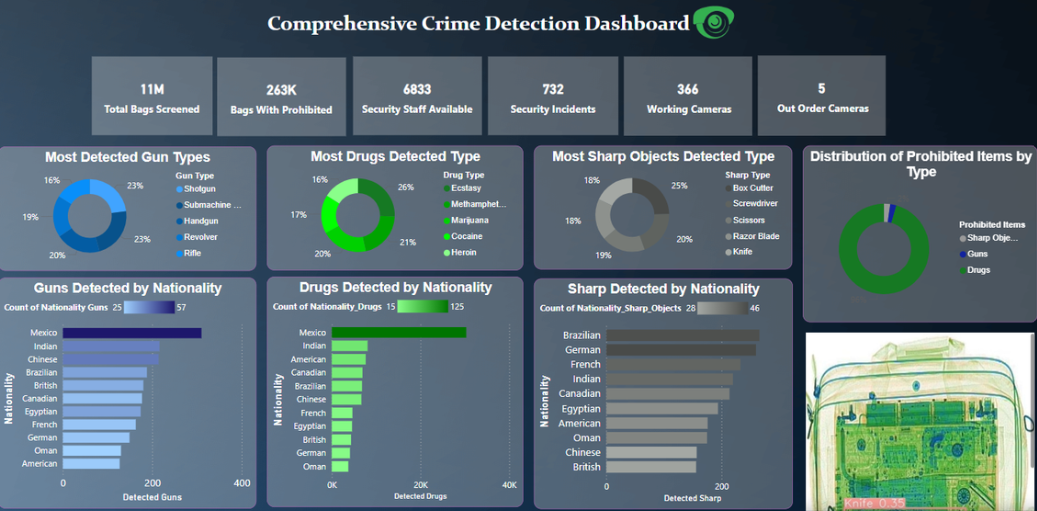 Comprehensive Crime Detection Dashboard
11M
Total Bags Screened
263K
Bags With Prohibited
6833
Security Staff Available
732
Security Incidents
366
Working Cameras
5
Out Order Cameras
Most Detected Gun Types
16%
23%
19%
20%
23%
Gun Type
Shotgun
Submachine ...
Handgun
Revolver
Rifle
Most Drugs Detected Type
16%
26%
17%
20%
21%
Drug Type
Ecstasy
Methamphet...
Marijuana
Cocaine
Heroin
Most Sharp Objects Detected Type
18%
25%
18%
19%
20%
Sharp Type
Box Cutter
Screwdriver
Scissors
Razor Blade
Knife
Distribution of Prohibited Items by
Type
Prohibited Items
Sharp Obje...
Guns
Drugs
Guns Detected by Nationality
Count of Nationality Guns 25 57
Nationality
Mexico
Indian
Chinese
Brazilian
British
Canadian
Egyptian
French
German
Oman
American
0 200 400
Detected Guns
Drugs Detected by Nationality
Count of Nationality_Drugs 15 125
Nationality
Mexico
Indian
American
Canadian
Brazilian
Chinese
French
Egyptian
British
German
Oman
0K 20K 40K
Detected Drugs
Sharp Detected by Nationality
Count of Nationality_Sharp_Objects 28 46
Nationality
Brazilian
German
French
Indian
Canadian
Egyptian
American
Oman
Chinese
British
0 200
Detected Sharp
Knife 0.35